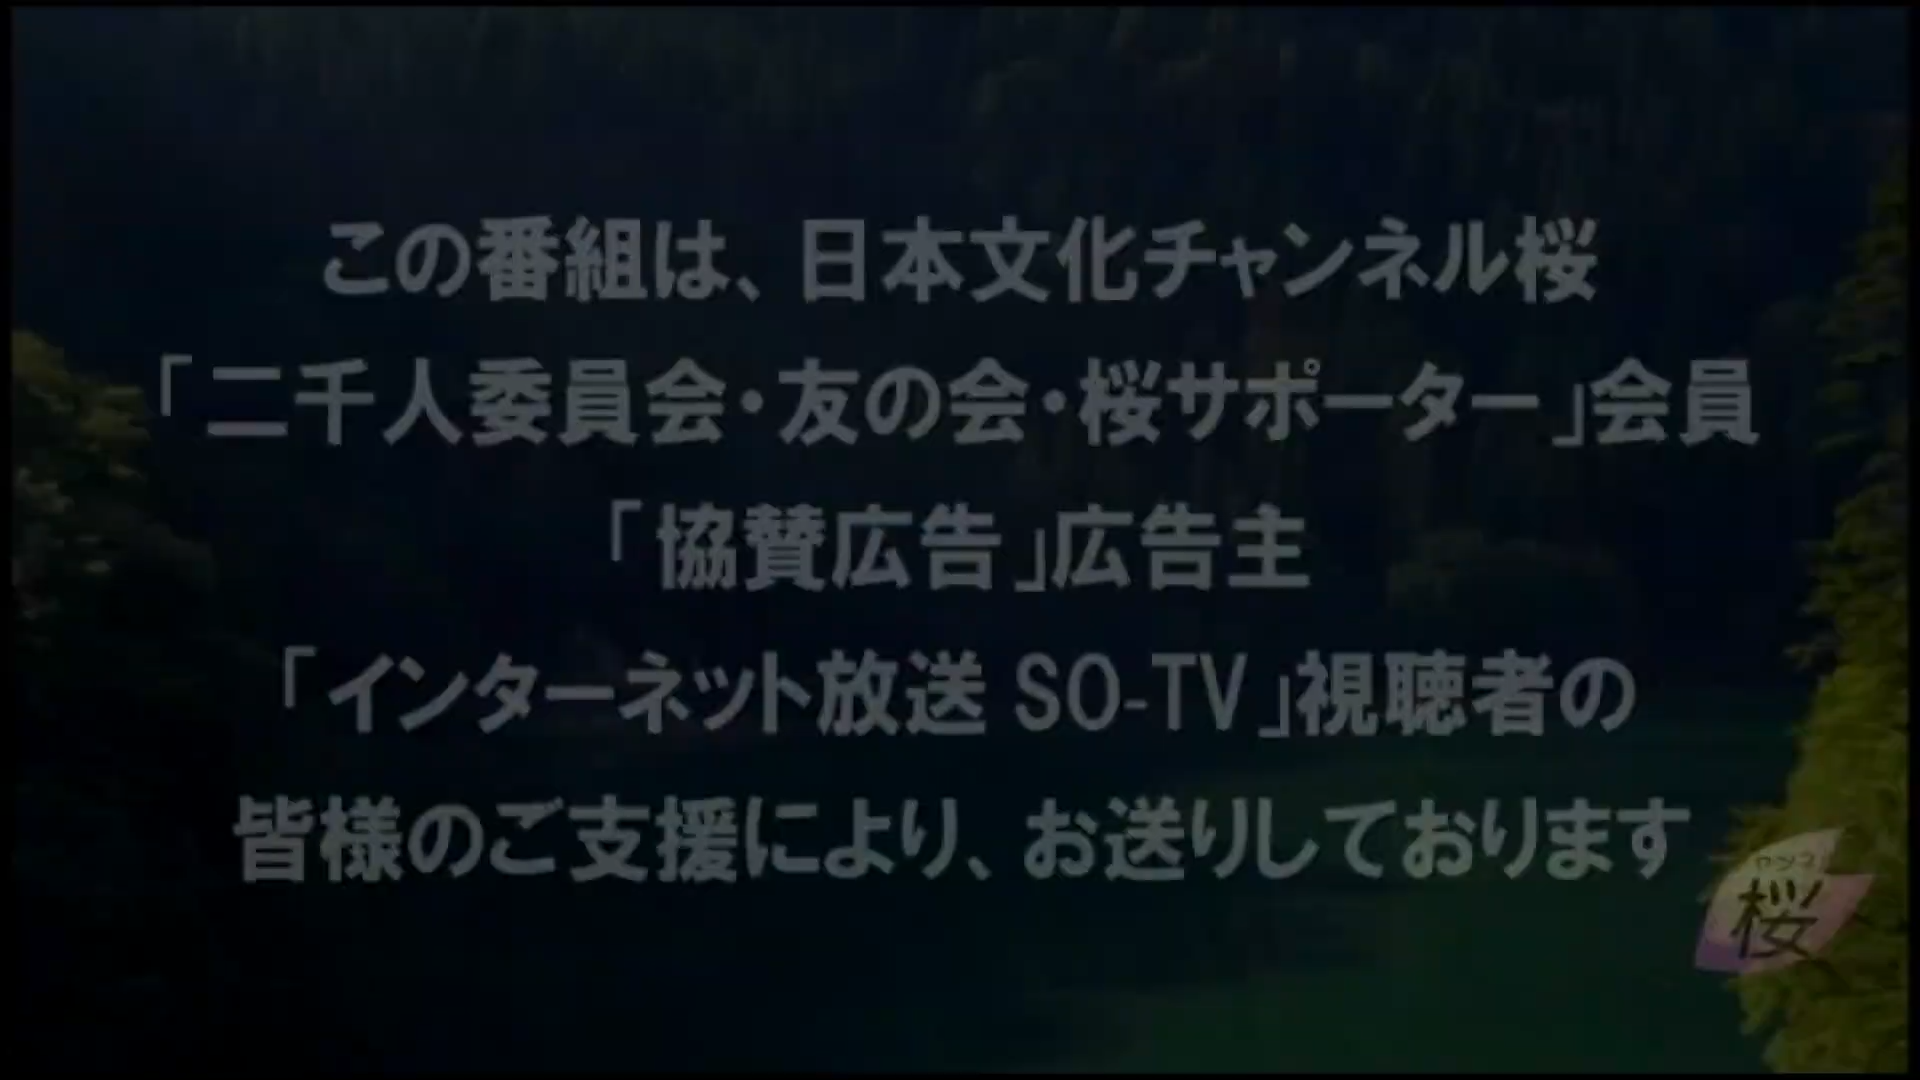 この番組は、日本文化チャンネル桜
「二千人委員会・友の会・桜サポーター」会員
「協賛広告」広告主
「インターネット放送 SO-TV」視聴者の
皆様のご支援により、お送りしております
桜